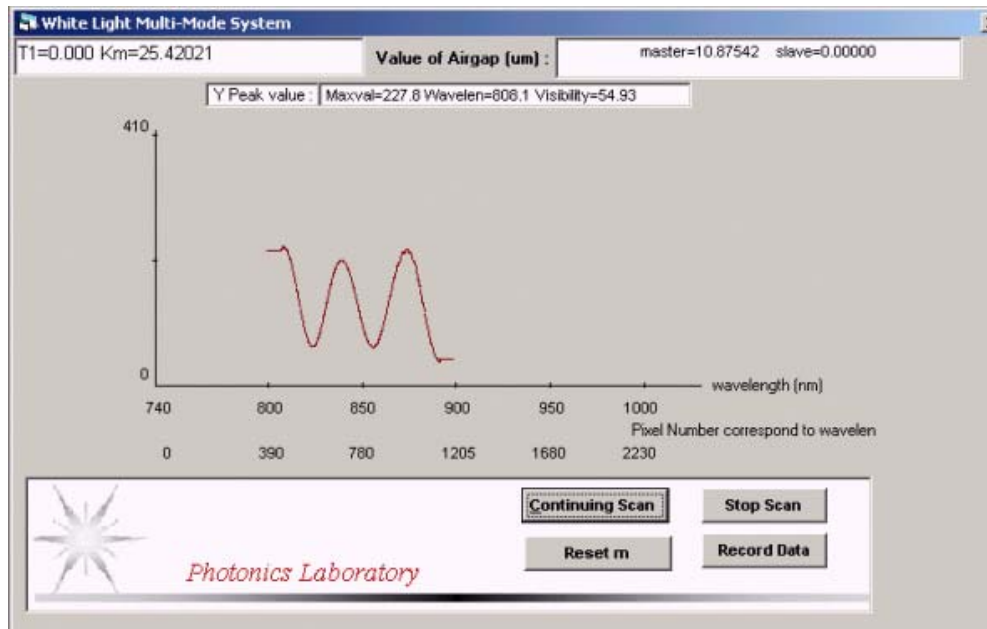 White Light Multi-Mode System
T1=0.000 Km=25.42021
Value of Airgap (um) :
master=10.87542 slave=0.00000
Y Peak value : Maxval=227.8 Wavelen=808.1 Visibility=54.93
410
0
wavelength (nm)
740 800 850 900 950 1000
Pixel Number correspond to wavelen
0 390 780 1205 1680 2230
Continuing Scan Stop Scan
Reset m Record Data
Photonics Laboratory